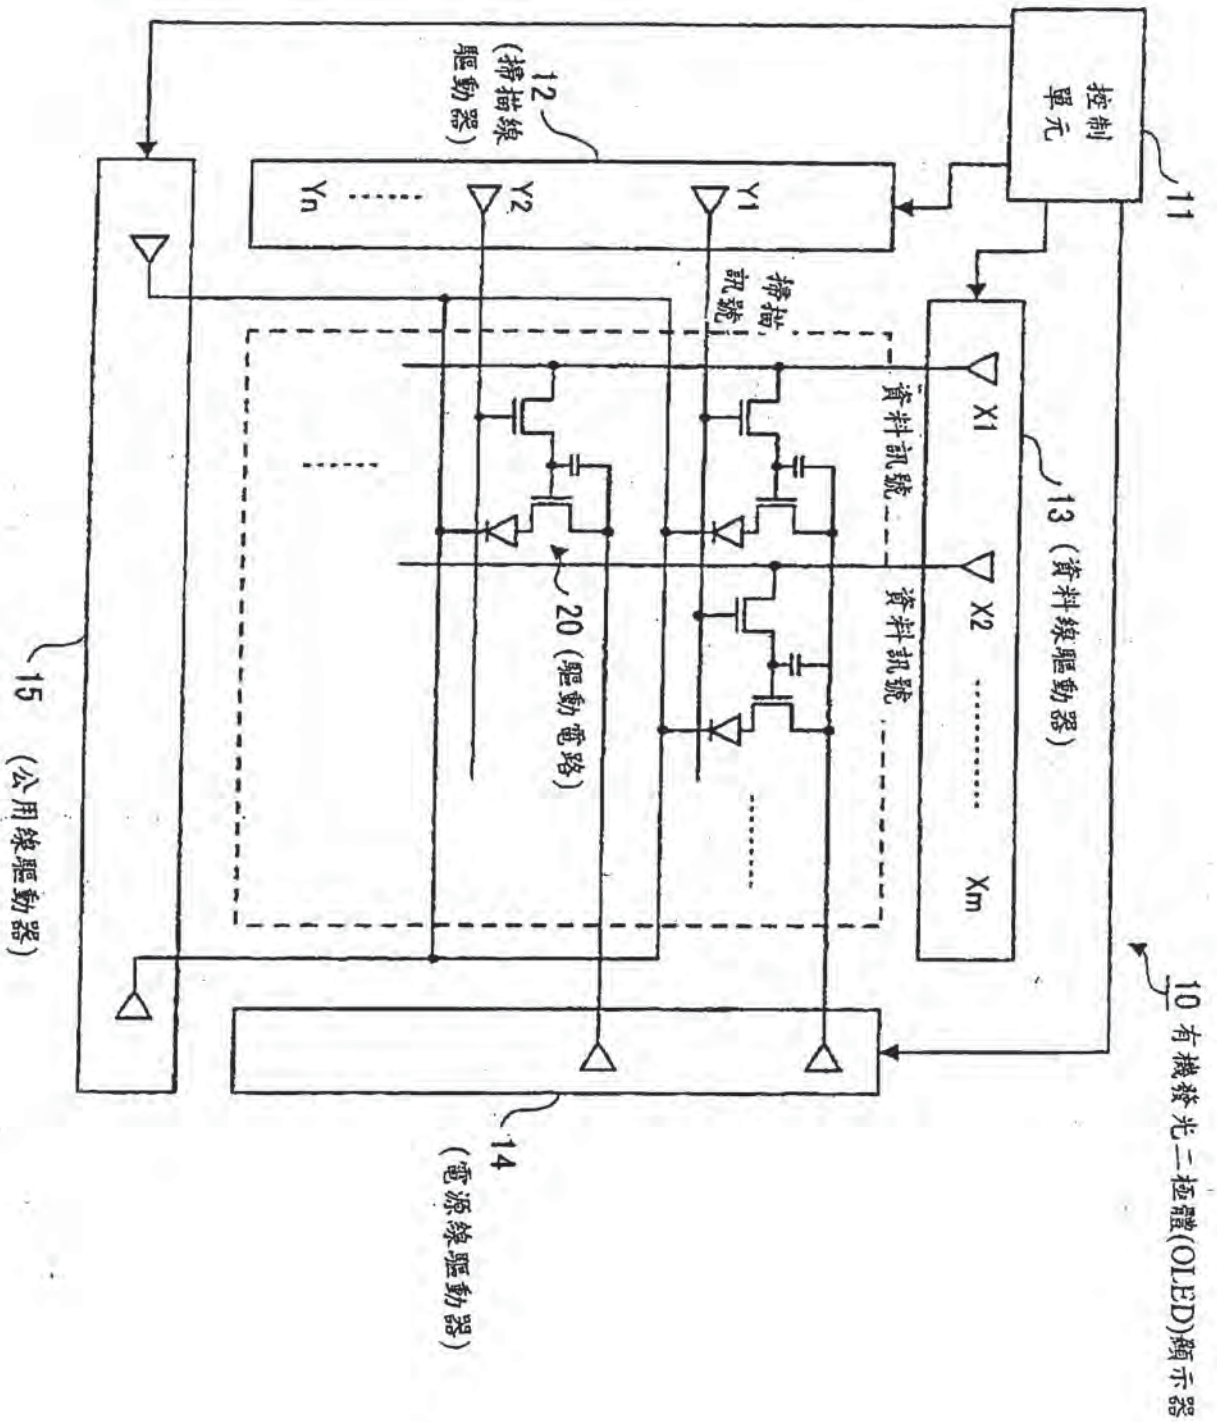 10 有機發光二極體(OLED)顯示器
控制
單元
11
13 (資料線驅動器)
X1
X2
Xm
12
(掃描線
驅動器)
Y1
Y2
Yn
掃描
訊號
資料訊號
資料訊號
20 (驅動電路)
14
(電源線驅動器)
15
(公用線驅動器)